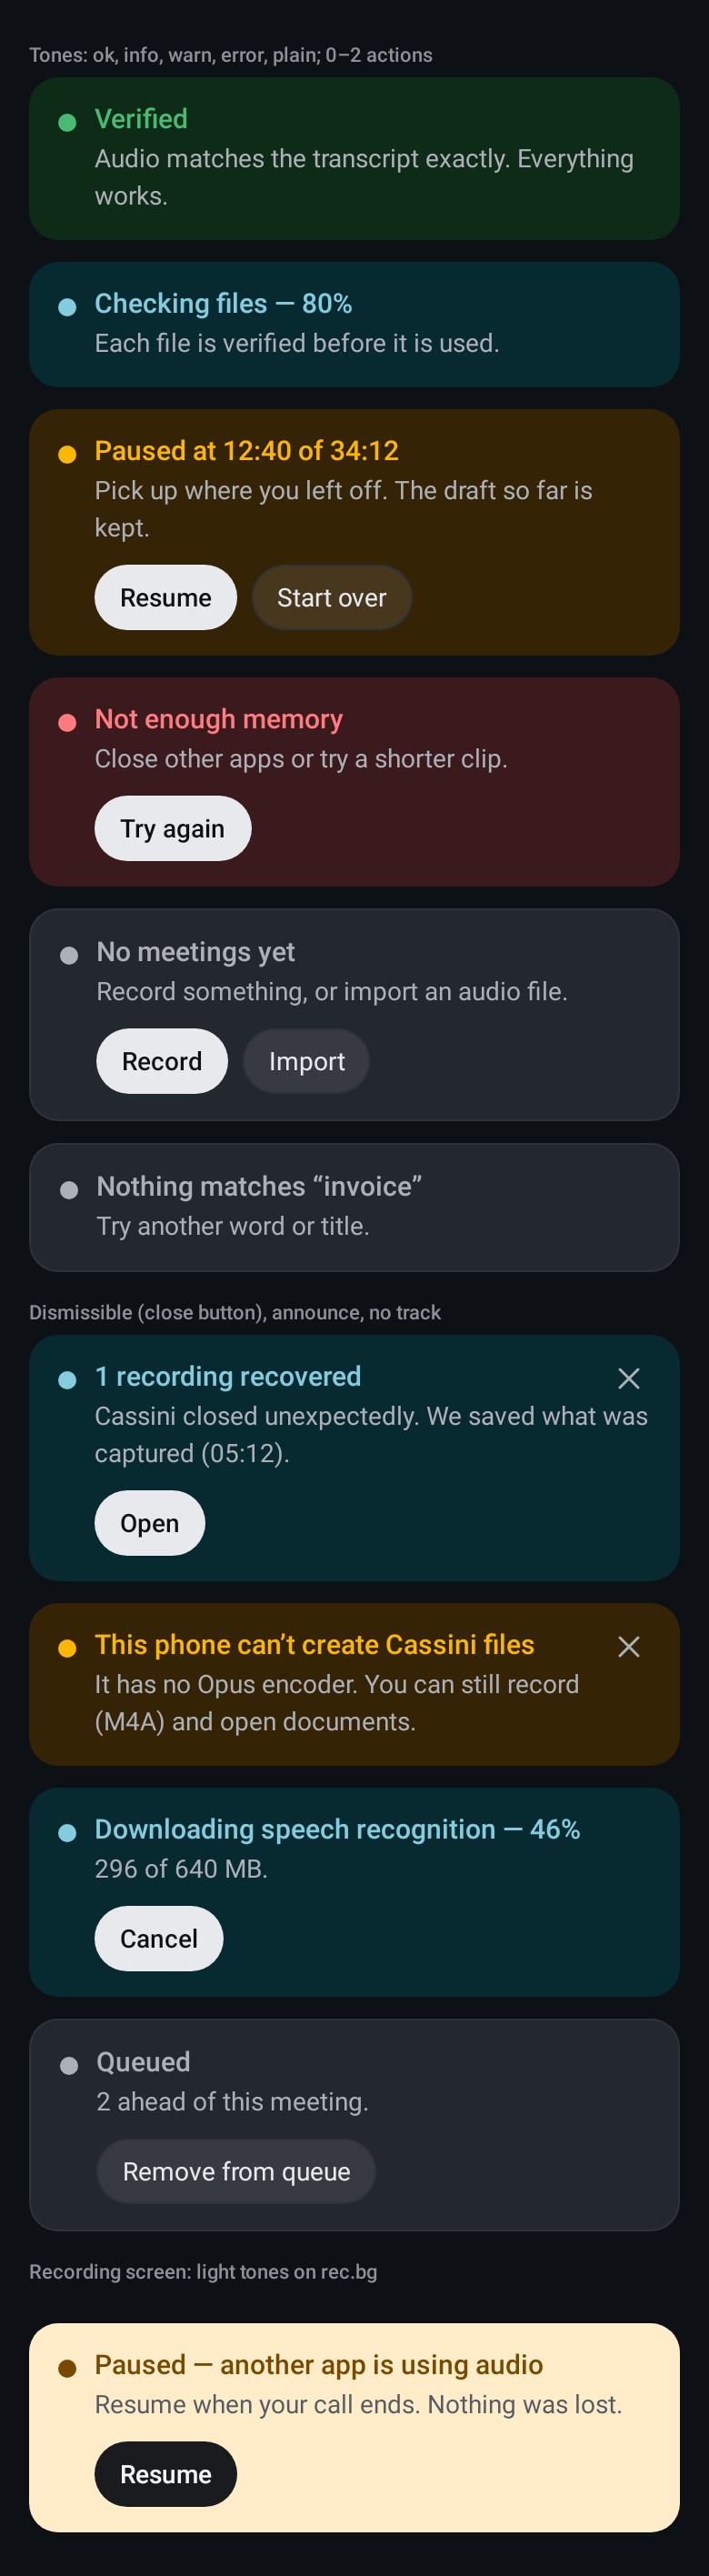 Tones: ok, info, warn, error, plain; 0–2 actions
Verified
Audio matches the transcript exactly. Everything
works.
Checking files — 80%
Each file is verified before it is used.
Paused at 12:40 of 34:12
Pick up where you left off. The draft so far is
kept.
Resume
Start over
Not enough memory
Close other apps or try a shorter clip.
Try again
No meetings yet
Record something, or import an audio file.
Record
Import
Nothing matches “invoice”
Try another word or title.
Dismissible (close button), announce, no track
1 recording recovered
Cassini closed unexpectedly. We saved what was
captured (05:12).
Open
This phone can’t create Cassini files
It has no Opus encoder. You can still record
(M4A) and open documents.
Downloading speech recognition — 46%
296 of 640 MB.
Cancel
Queued
2 ahead of this meeting.
Remove from queue
Recording screen: light tones on rec.bg
Paused — another app is using audio
Resume when your call ends. Nothing was lost.
Resume